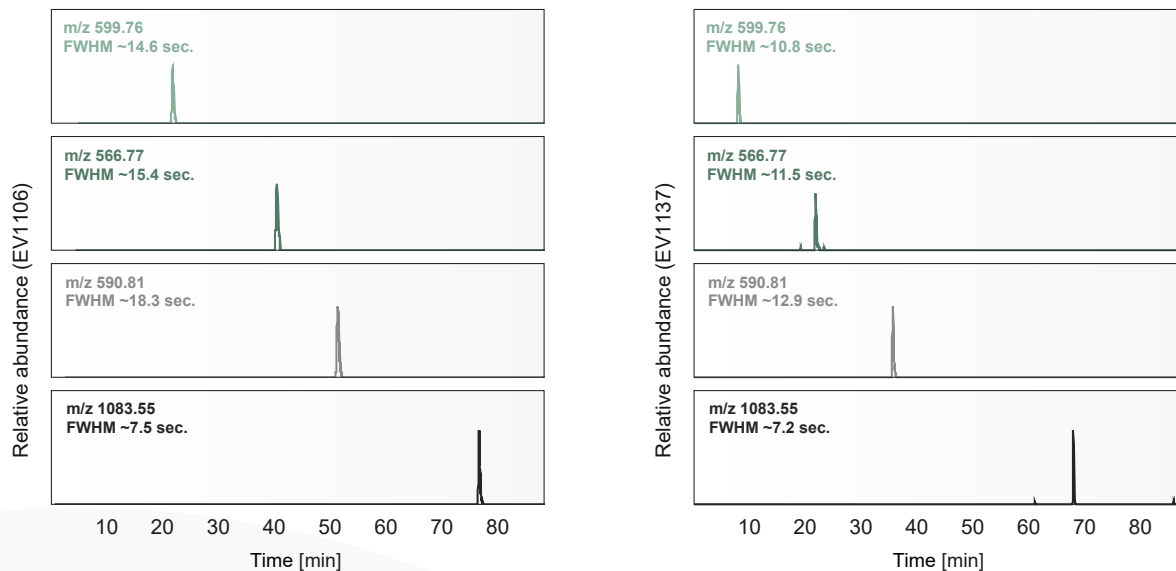 Relative abundance (EV1106)
m/z 599.76
FWHM ~14.6 sec.
m/z 566.77
FWHM ~15.4 sec.
m/z 590.81
FWHM ~18.3 sec.
m/z 1083.55
FWHM ~7.5 sec.
10 20 30 40 50 60 70 80
Time [min]
Relative abundance (EV1137)
m/z 599.76
FWHM ~10.8 sec.
m/z 566.77
FWHM ~11.5 sec.
m/z 590.81
FWHM ~12.9 sec.
m/z 1083.55
FWHM ~7.2 sec.
10 20 30 40 50 60 70 80
Time [min]